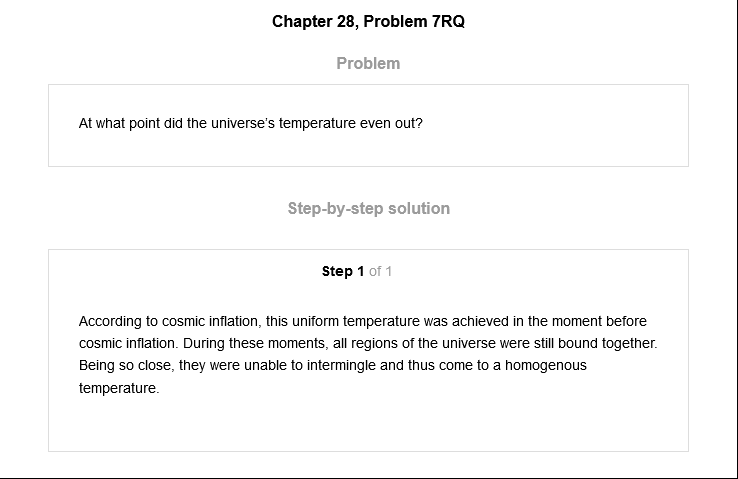 Chapter 28, Problem 7RQ
Problem
At what point did the universe's temperature even out?
Step-by-step solution
Step 1 of 1
According to cosmic inflation, this uniform temperature was achieved in the moment before
cosmic inflation. During these moments, all regions of the universe were still bound together.
Being so close, they were unable to intermingle and thus come to a homogenous
temperature.